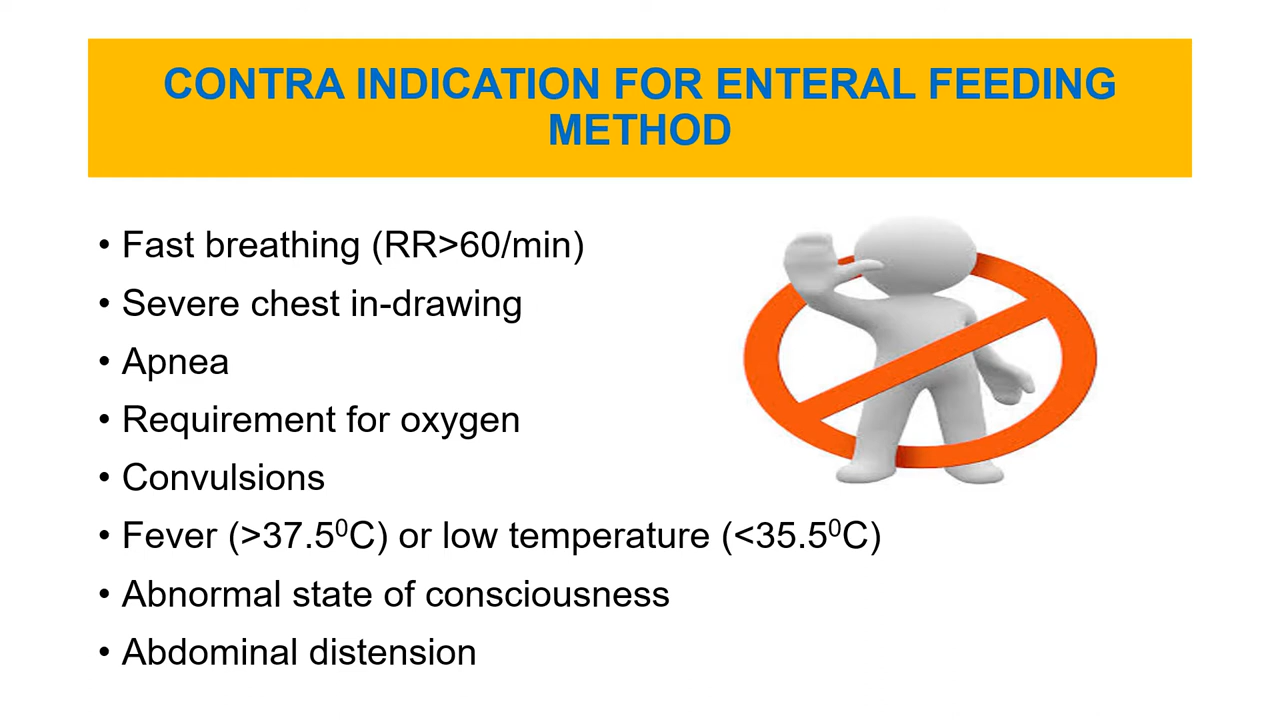 CONTRA INDICATION FOR ENTERAL FEEDING
METHOD
• Fast breathing (RR>60/min)
• Severe chest in-drawing
• Apnea
• Requirement for oxygen
• Convulsions
• Fever (>37.5⁰C) or low temperature (<35.5⁰C)
• Abnormal state of consciousness
• Abdominal distension